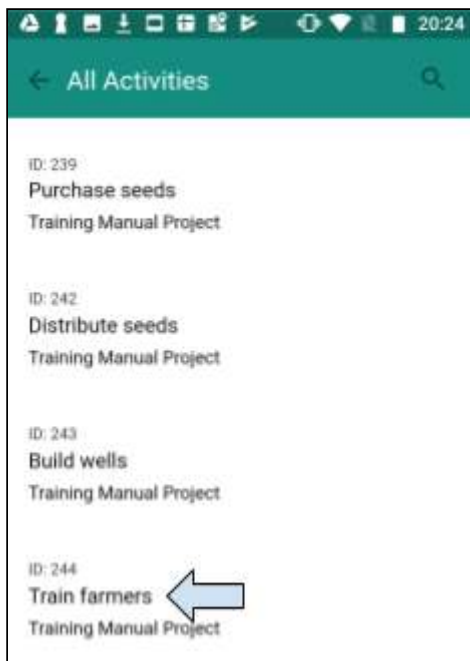 20:24
All Activities
ID: 239
Purchase seeds
Training Manual Project
ID: 242
Distribute seeds
Training Manual Project
ID: 243
Build wells
Training Manual Project
ID: 244
Train farmers
Training Manual Project